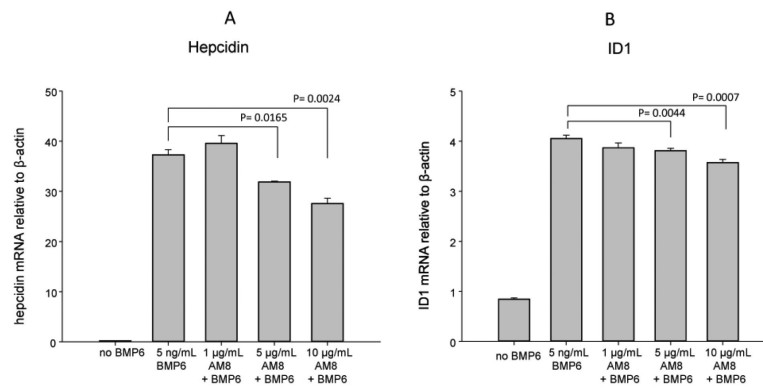 A
Hepcidin
hepcidin mRNA relative to β-actin
50
40
30
20
10
0
P= 0.0024
P= 0.0165
no BMP6
5 ng/mL
BMP6
1 µg/mL
AM8
+ BMP6
5 µg/mL
AM8
+ BMP6
10 µg/mL
AM8
+ BMP6
B
ID1
ID1 mRNA relative to β-actin
5
4
3
2
1
0
P= 0.0007
P= 0.0044
no BMP6
5 ng/mL
BMP6
1 µg/mL
AM8
+ BMP6
5 µg/mL
AM8
+ BMP6
10 µg/mL
AM8
+ BMP6